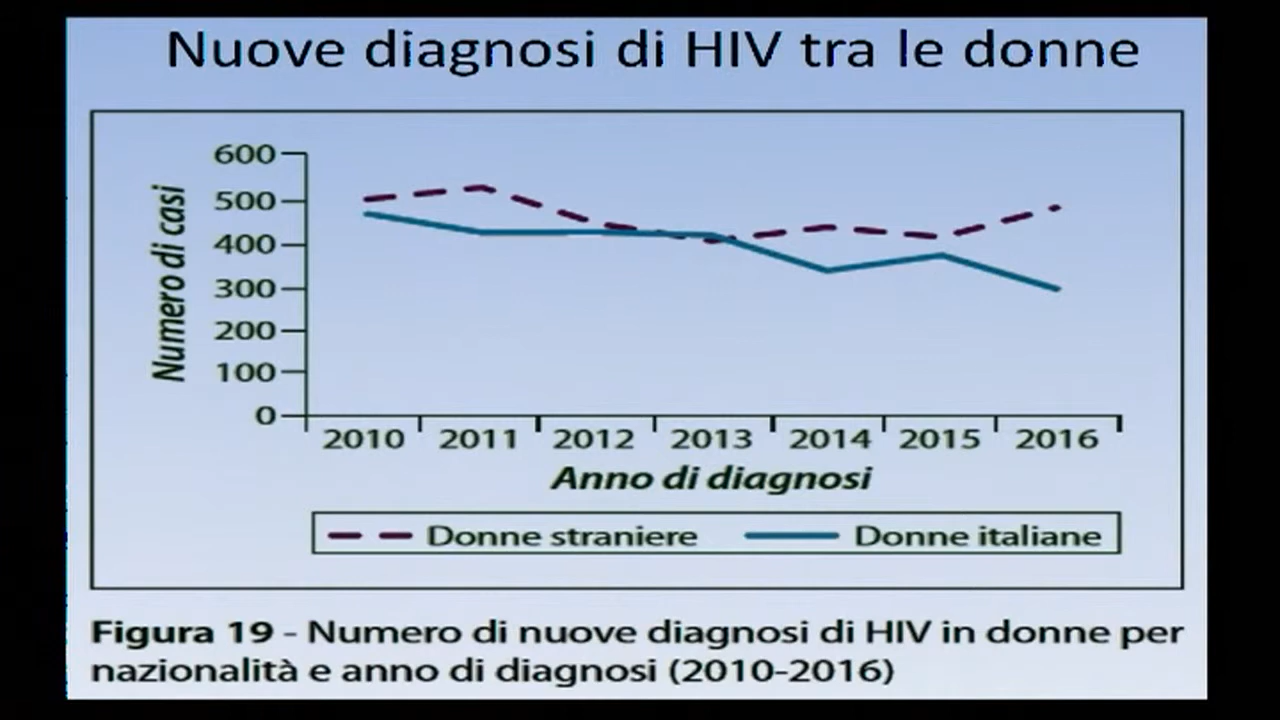 Nuove diagnosi di HIV tra le donne
Numero di casi
600
500
400
300
200
100
0
2010 2011 2012 2013 2014 2015 2016
Anno di diagnosi
Donne straniere Donne italiane
Figura 19 - Numero di nuove diagnosi di HIV in donne per
nazionalità e anno di diagnosi (2010-2016)